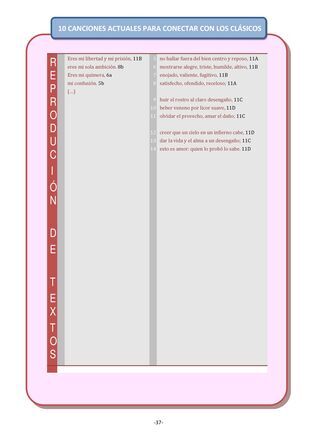 10 CANCIONES ACTUALES PARA CONECTAR CON LOS CLÁSICOS
REPRODUCCIÓN DE TEXTOS
Eres mi libertad y mi prisión, 11B
eres mi sola ambición. 8b
Eres mi quimera, 6a
mi confusión. 5b
[...]
no hallar fuera del bien centro y reposo, 11A
mostrarse alegre, triste, humilde, altivo, 11B
enojado, valiente, fugitivo, 11B
satisfecho, ofendido, receloso; 11A
huir el rostro al claro desengaño, 11C
10 beber veneno por licor suave, 11D
11 olvidar el provecho, amar el daño; 11C
12 creer que un cielo en un infierno cabe, 11D
13 dar la vida y el alma a un desengaño; 11C
14 esto es amor: quien lo probó lo sabe. 11D
-37-